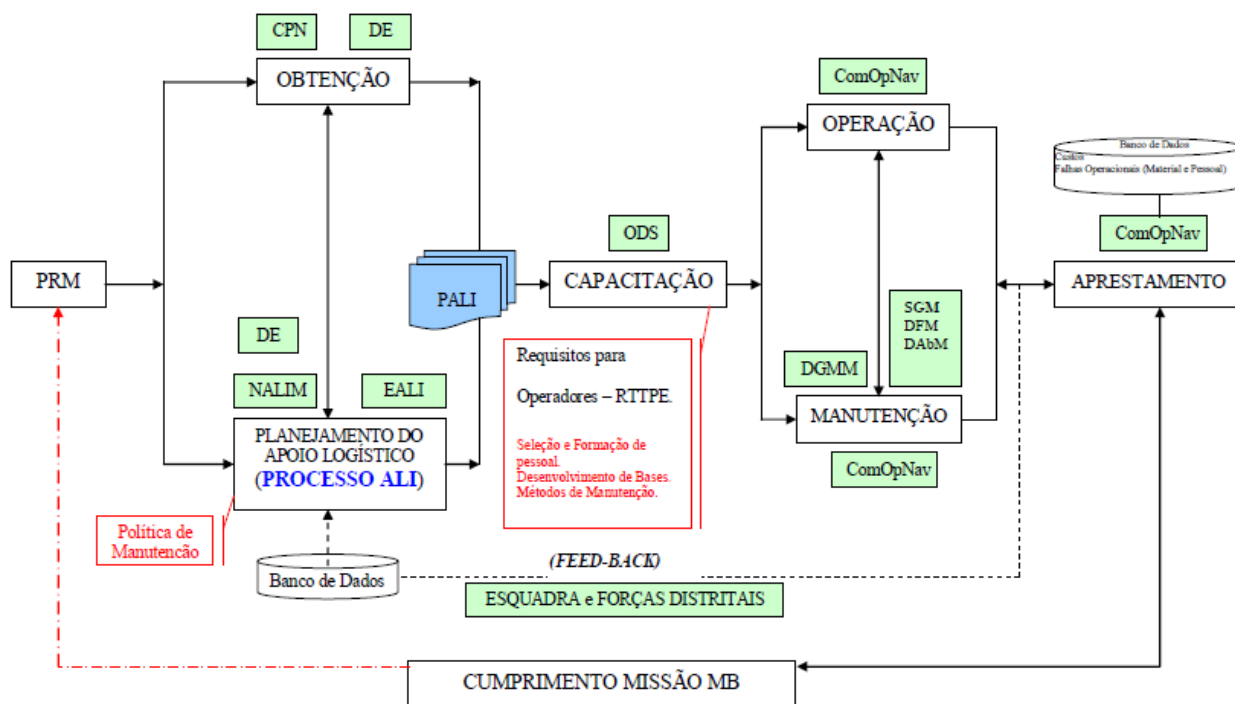 CPN
DE
OBTENÇÃO
ComOpNav
OPERAÇÃO
Banco de Dados
Custos
Falhas Operacionais (Material e Pessoal)
ODS
ComOpNav
PRM
PALI
CAPACITAÇÃO
APRESTAMENTO
SGM
DFM
DAbM
DE
Requisitos para
Operadores – RTTPE.
Seleção e Formação de
pessoal.
Desenvolvimento de Bases.
Métodos de Manutenção.
DGMM
NALIM
EALI
MANUTENÇÃO
PLANEJAMENTO DO
APOIO LOGÍSTICO
(PROCESSO ALI)
ComOpNav
Política de
Manutencão
(FEED-BACK)
Banco de Dados
ESQUADRA e FORÇAS DISTRITAIS
CUMPRIMENTO MISSÃO MB